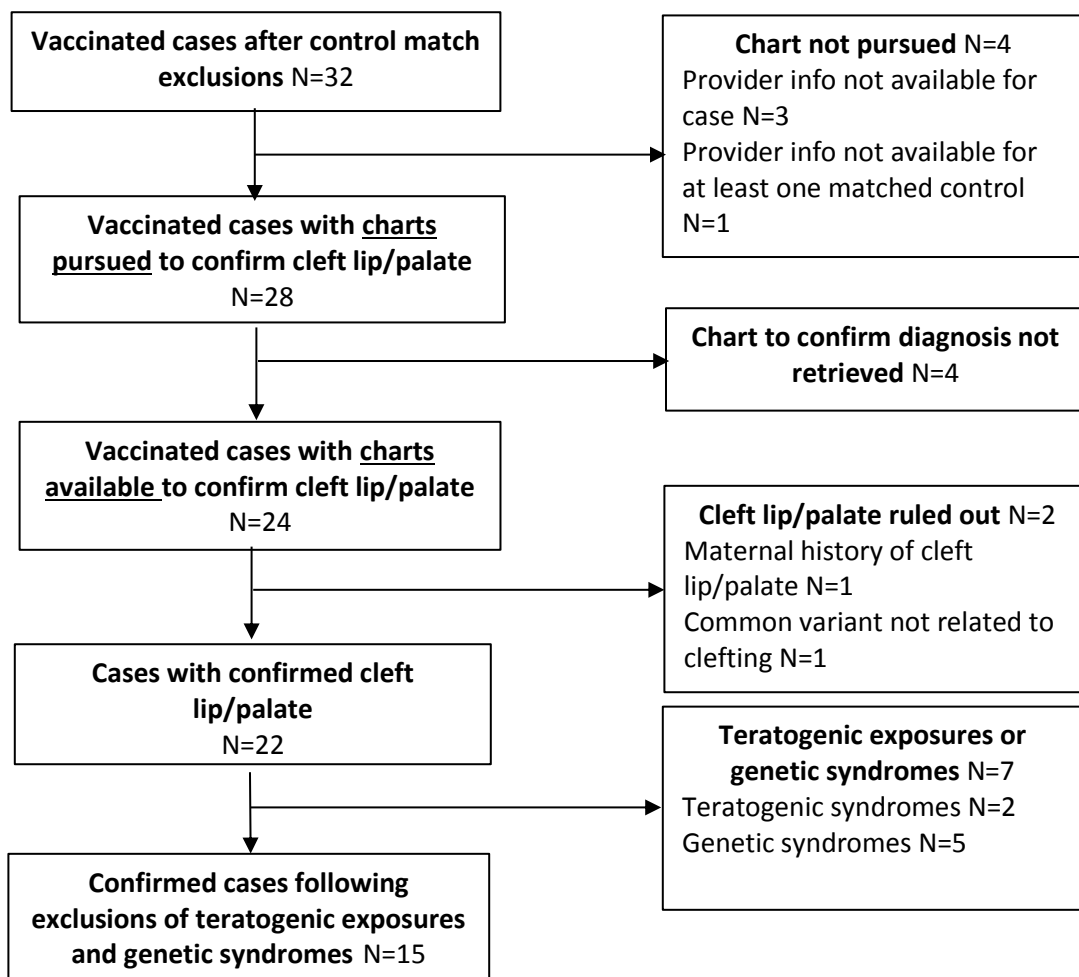 Vaccinated cases after control match
exclusions N=32
Chart not pursued N=4
Provider info not available for
case N=3
Provider info not available for
at least one matched control
N=1
Vaccinated cases with charts
pursued to confirm cleft lip/palate
N=28
Chart to confirm diagnosis not
retrieved N=4
Vaccinated cases with charts
available to confirm cleft lip/palate
N=24
Cleft lip/palate ruled out N=2
Maternal history of cleft
lip/palate N=1
Common variant not related to
clefting N=1
Cases with confirmed cleft
lip/palate
N=22
Teratogenic exposures or
genetic syndromes N=7
Teratogenic syndromes N=2
Genetic syndromes N=5
Confirmed cases following
exclusions of teratogenic exposures
and genetic syndromes N=15